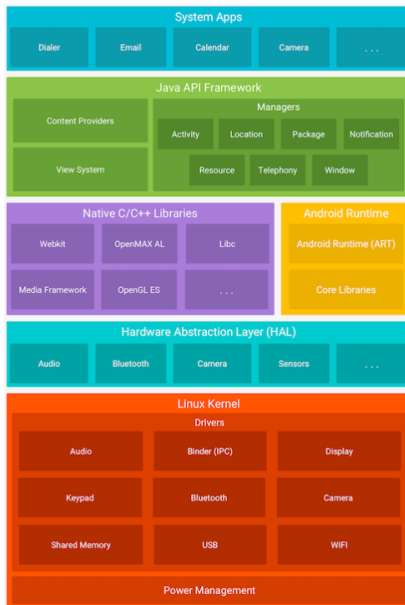 System Apps
Dialer Email Calendar Camera . . .
Java API Framework
Content Providers
View System
Managers
Activity Location Package Notification
Resource Telephony Window
Native C/C++ Libraries
Webkit OpenMAX AL Libc
Media Framework OpenGL ES . . .
Android Runtime
Android Runtime (ART)
Core Libraries
Hardware Abstraction Layer (HAL)
Audio Bluetooth Camera Sensors . . .
Linux Kernel
Drivers
Audio Binder (IPC) Display
Keypad Bluetooth Camera
Shared Memory USB WIFI
Power Management